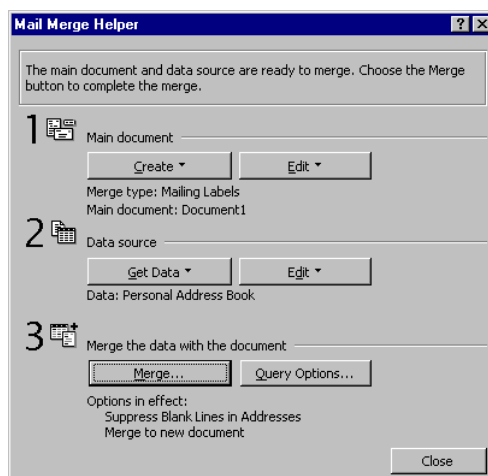 Mail Merge Helper
The main document and data source are ready to merge. Choose the Merge
button to complete the merge.
1
Main document
Create Edit
Merge type: Mailing Labels
Main document: Document1
2
Data source
Get Data Edit
Data: Personal Address Book
3
Merge the data with the document
Merge... Query Options...
Options in effect:
Suppress Blank Lines in Addresses
Merge to new document
Close